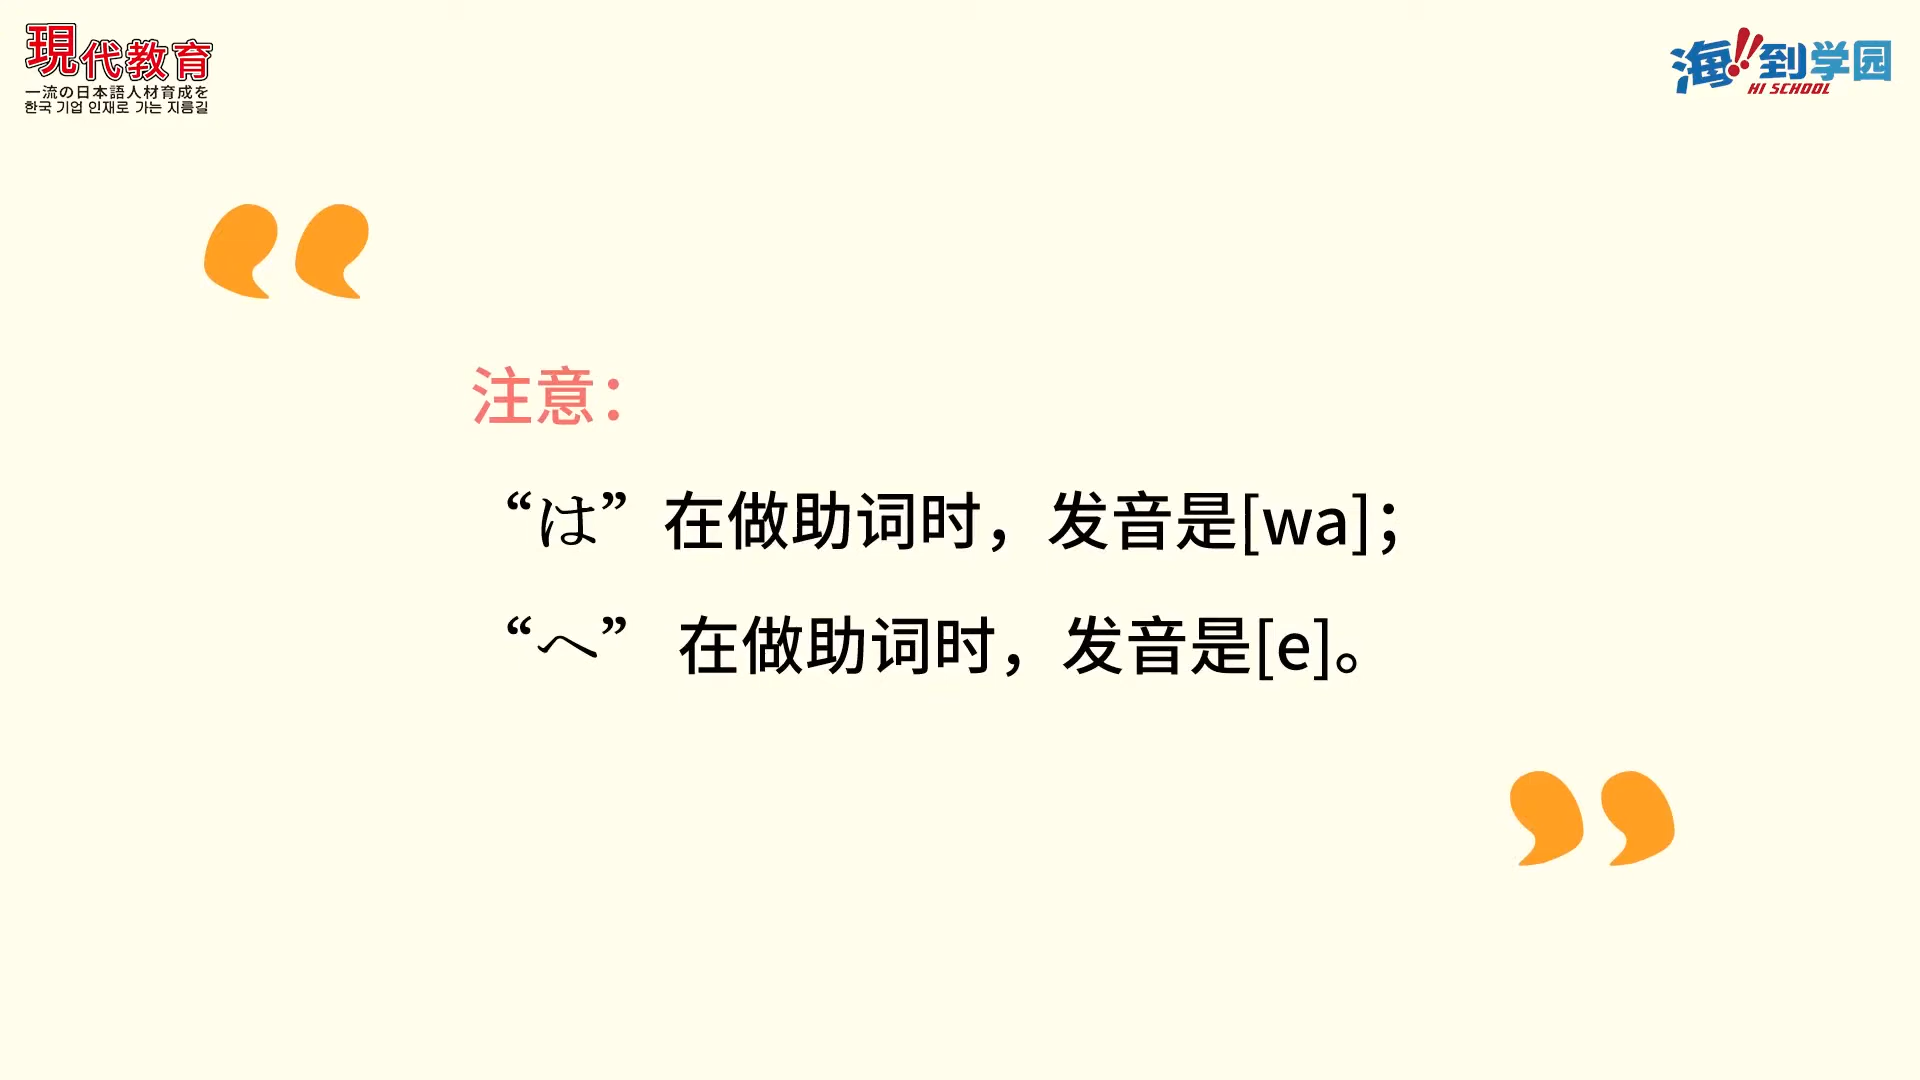 現代教育
一流の日本語人材育成を
한국 기업 인재로 가는 지름길
海!!到学园
HI SCHOOL
注意：
“は”在做助词时，发音是[wa]；
“へ” 在做助词时，发音是[e]。